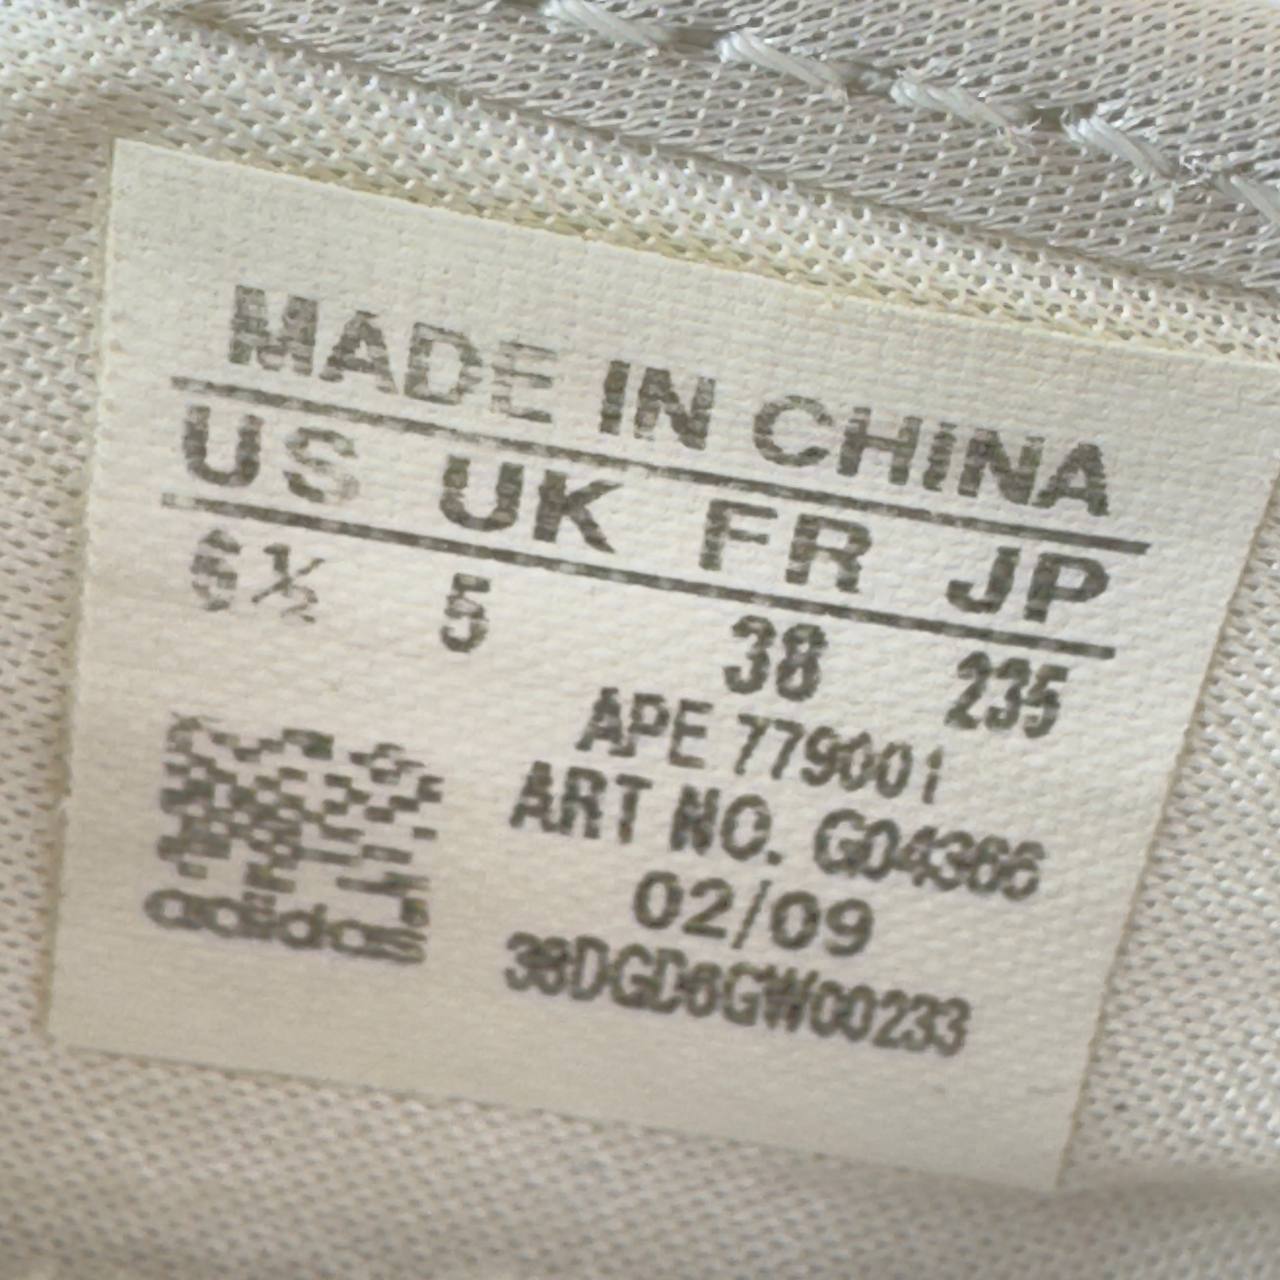 MADE IN CHINA
US UK FR JP
6½ 5 38 235
APE 779001
ART NO. G04366
02/09
38DGD6GW00233
adidas